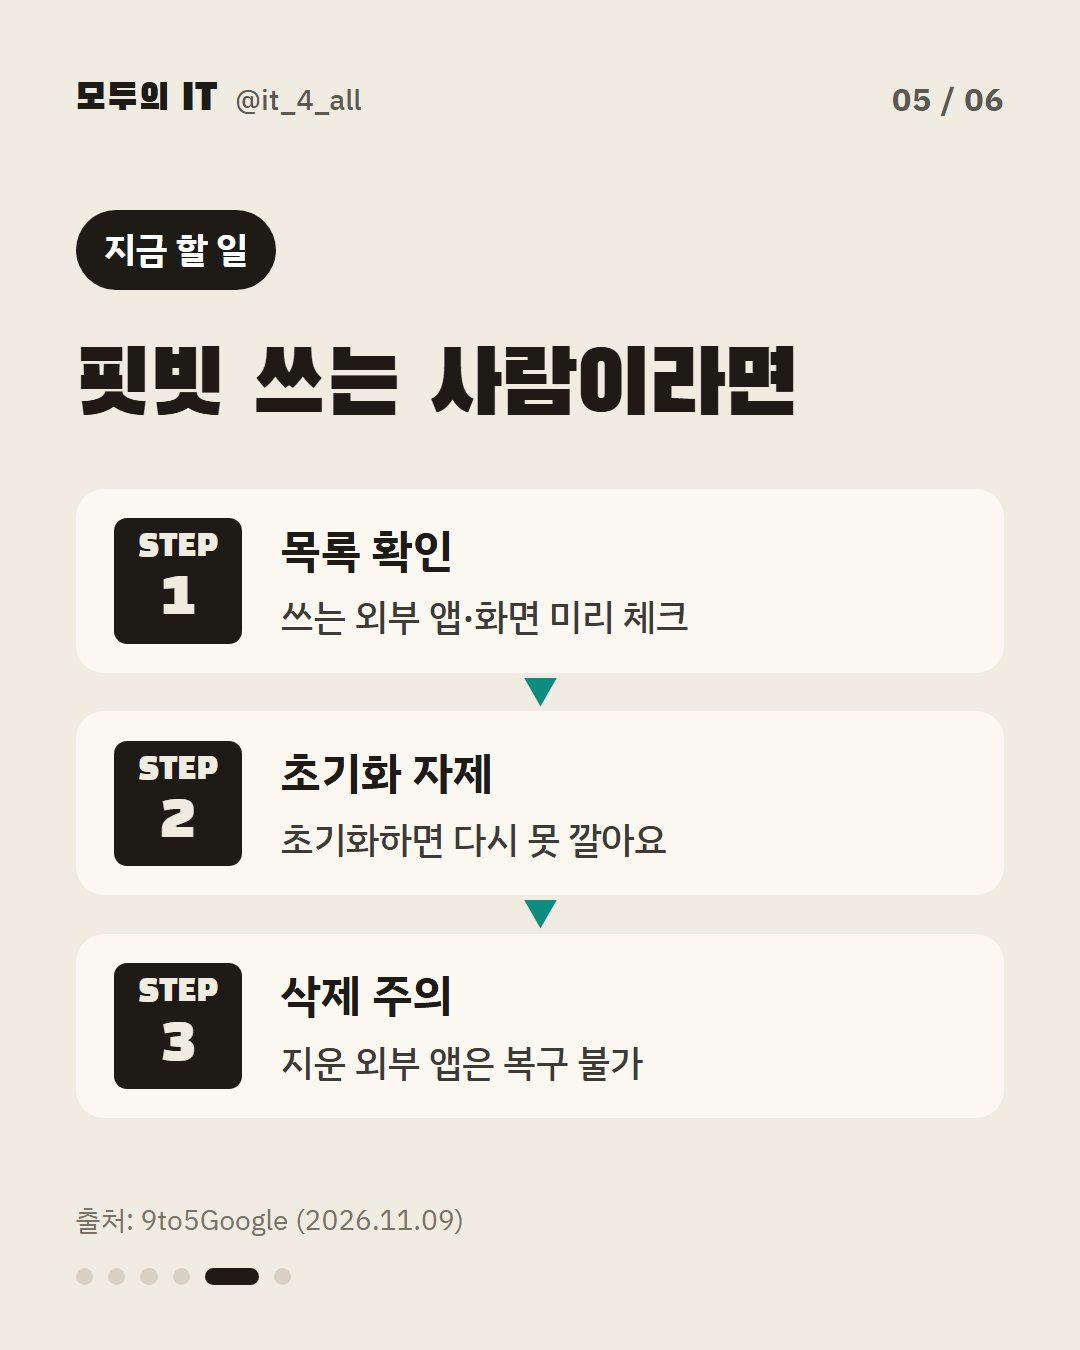 모두의 IT @it_4_all
05 / 06
지금 할 일
핏빗 쓰는 사람이라면
STEP 1
목록 확인
쓰는 외부 앱·화면 미리 체크
STEP 2
초기화 자제
초기화하면 다시 못 깔아요
STEP 3
삭제 주의
지운 외부 앱은 복구 불가
출처: 9to5Google (2026.11.09)